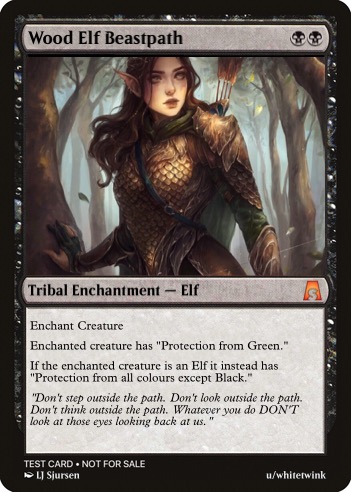 Wood Elf Beastpath
Tribal Enchantment — Elf
Enchant Creature
Enchanted creature has "Protection from Green."
If the enchanted creature is an Elf it instead has
"Protection from all colours except Black."
"Don't step outside the path. Don't look outside the path.
Don't think outside the path. Whatever you do DON'T
look at those eyes looking back at us."
TEST CARD • NOT FOR SALE
LJ Sjursen
u/whitetwink